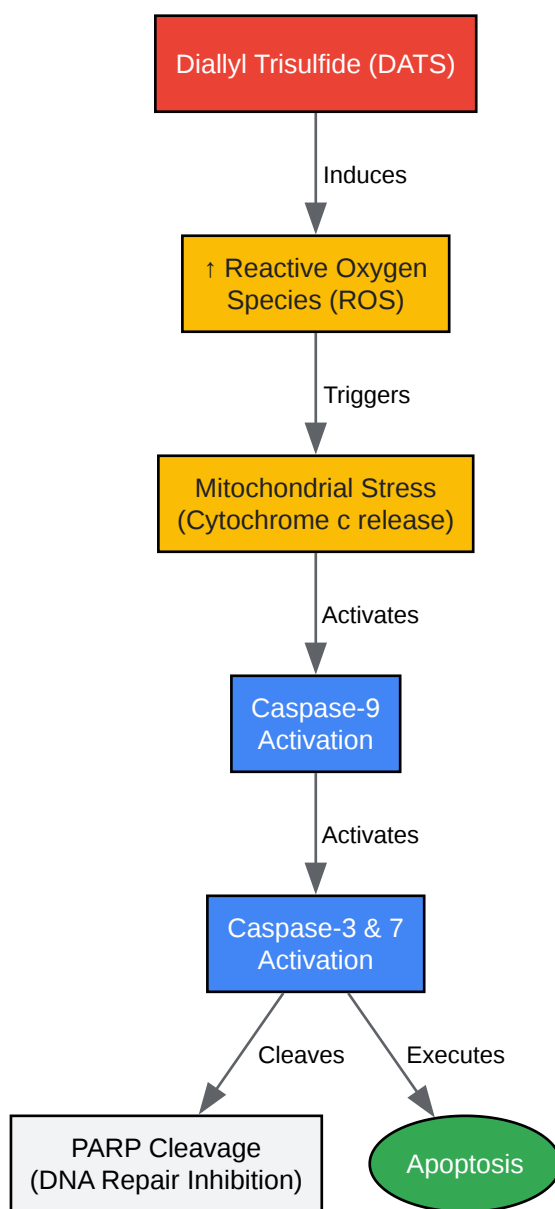 Diallyl Trisulfide (DATS)
Induces
↑ Reactive Oxygen
Species (ROS)
Triggers
Mitochondrial Stress
(Cytochrome c release)
Activates
Caspase-9
Activation
Activates
Caspase-3 & 7
Activation
Cleaves
Executes
PARP Cleavage
(DNA Repair Inhibition)
Apoptosis